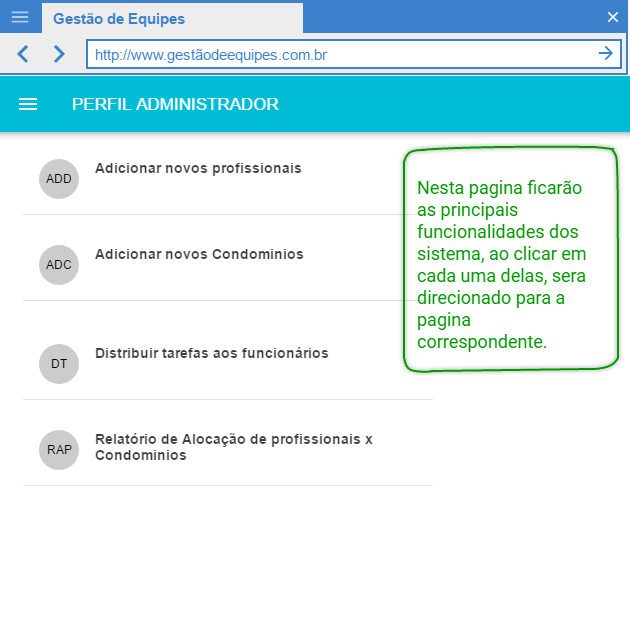 Gestão de Equipes
http://www.gestãodeequipes.com.br
PERFIL ADMINISTRADOR
ADD
Adicionar novos profissionais
ADC
Adicionar novos Condominios
DT
Distribuir tarefas aos funcionários
RAP
Relatório de Alocação de profissionais x
Condominios
Nesta pagina ficarão
as principais
funcionalidades dos
sistema, ao clicar em
cada uma delas, sera
direcionado para a
pagina
correspondente.